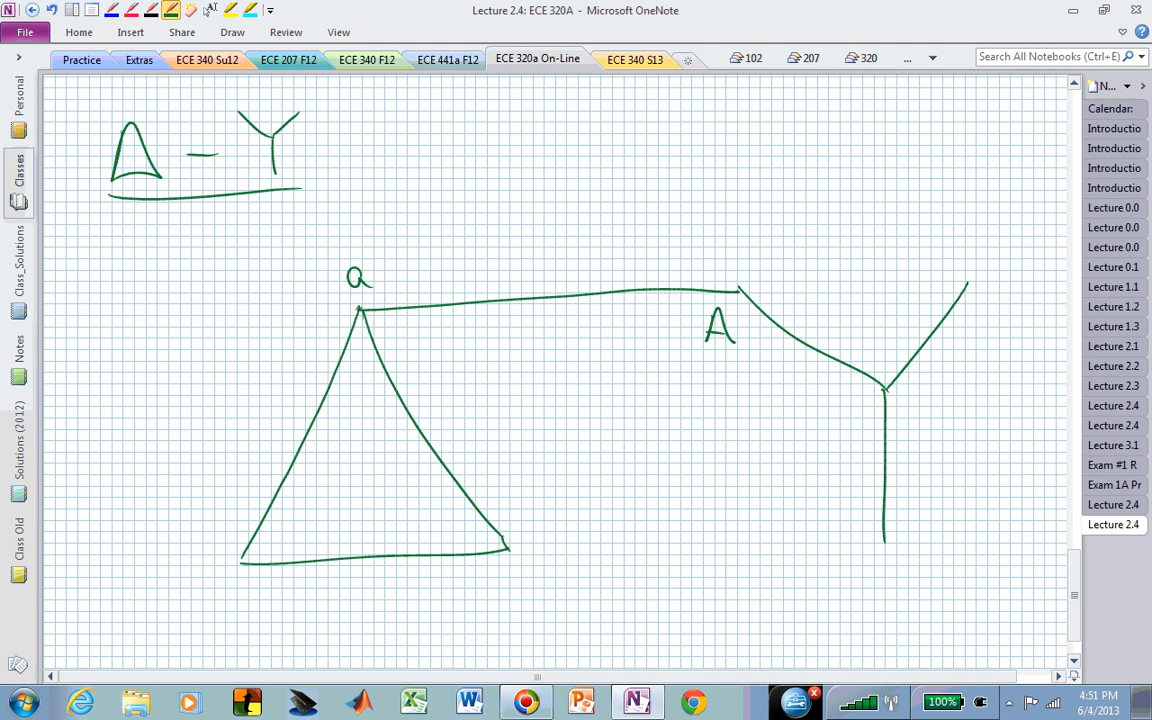 Lecture 2.4: ECE 320A - Microsoft OneNote
File Home Insert Share Draw Review View
Practice Extras ECE 340 Su12 ECE 207 F12 ECE 340 F12 ECE 441a F12 ECE 320a On-Line ECE 340 S13 102 207 320 ... Search All Notebooks (Ctrl+E)
Personal
Classes
Class_Solutions
Notes
Solutions (2012)
Class Old
N...
Calendar:
Introductio
Introductio
Introductio
Introductio
Lecture 0.0
Lecture 0.0
Lecture 0.0
Lecture 0.1
Lecture 1.1
Lecture 1.2
Lecture 1.3
Lecture 2.1
Lecture 2.2
Lecture 2.3
Lecture 2.4
Lecture 2.4
Lecture 3.1
Exam #1 R
Exam 1A Pr
Lecture 2.4
Lecture 2.4
Δ - Y
a
A
100%
4:51 PM
6/4/2013